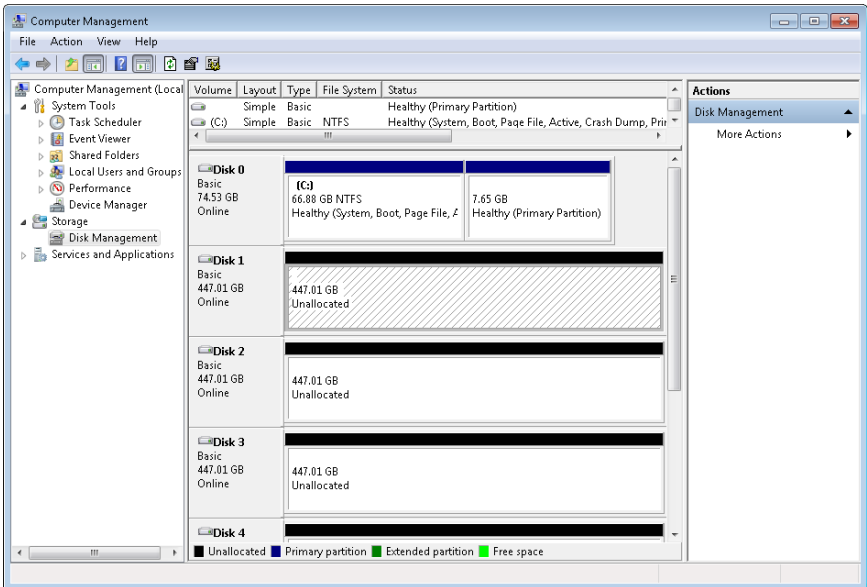 Computer Management
File Action View Help
Computer Management (Local
System Tools
Task Scheduler
Event Viewer
Shared Folders
Local Users and Groups
Performance
Device Manager
Storage
Disk Management
Services and Applications
Volume Layout Type File System Status
Simple Basic Healthy (Primary Partition)
(C:) Simple Basic NTFS Healthy (System, Boot, Page File, Active, Crash Dump, Prir
Disk 0
Basic
74.53 GB
Online
(C:)
66.88 GB NTFS
Healthy (System, Boot, Page File, A
7.65 GB
Healthy (Primary Partition)
Disk 1
Basic
447.01 GB
Online
447.01 GB
Unallocated
Disk 2
Basic
447.01 GB
Online
447.01 GB
Unallocated
Disk 3
Basic
447.01 GB
Online
447.01 GB
Unallocated
Disk 4
Unallocated Primary partition Extended partition Free space
Actions
Disk Management
More Actions